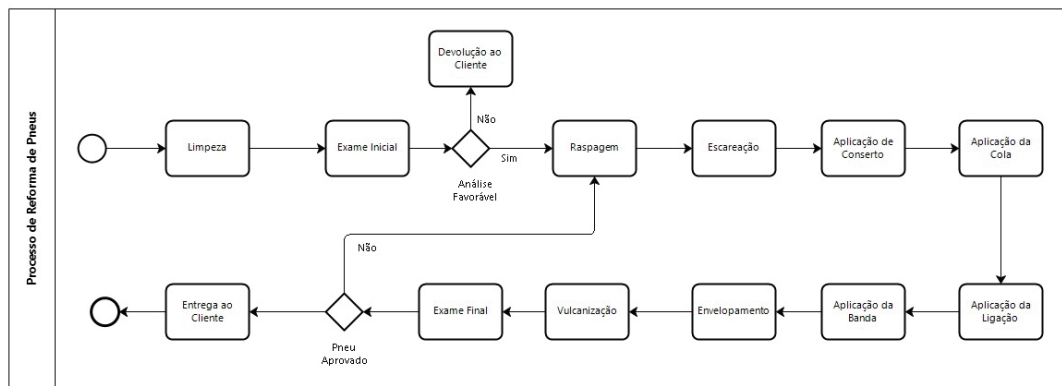 Processo de Reforma de Pneus
Devolução ao
Cliente
Não
Limpeza
Exame Inicial
Sim
Análise
Favorável
Raspagem
Escareação
Aplicação de
Conserto
Aplicação da
Cola
Não
Entrega ao
Cliente
Pneu
Aprovado
Exame Final
Vulcanização
Envelopamento
Aplicação da
Banda
Aplicação da
Ligação